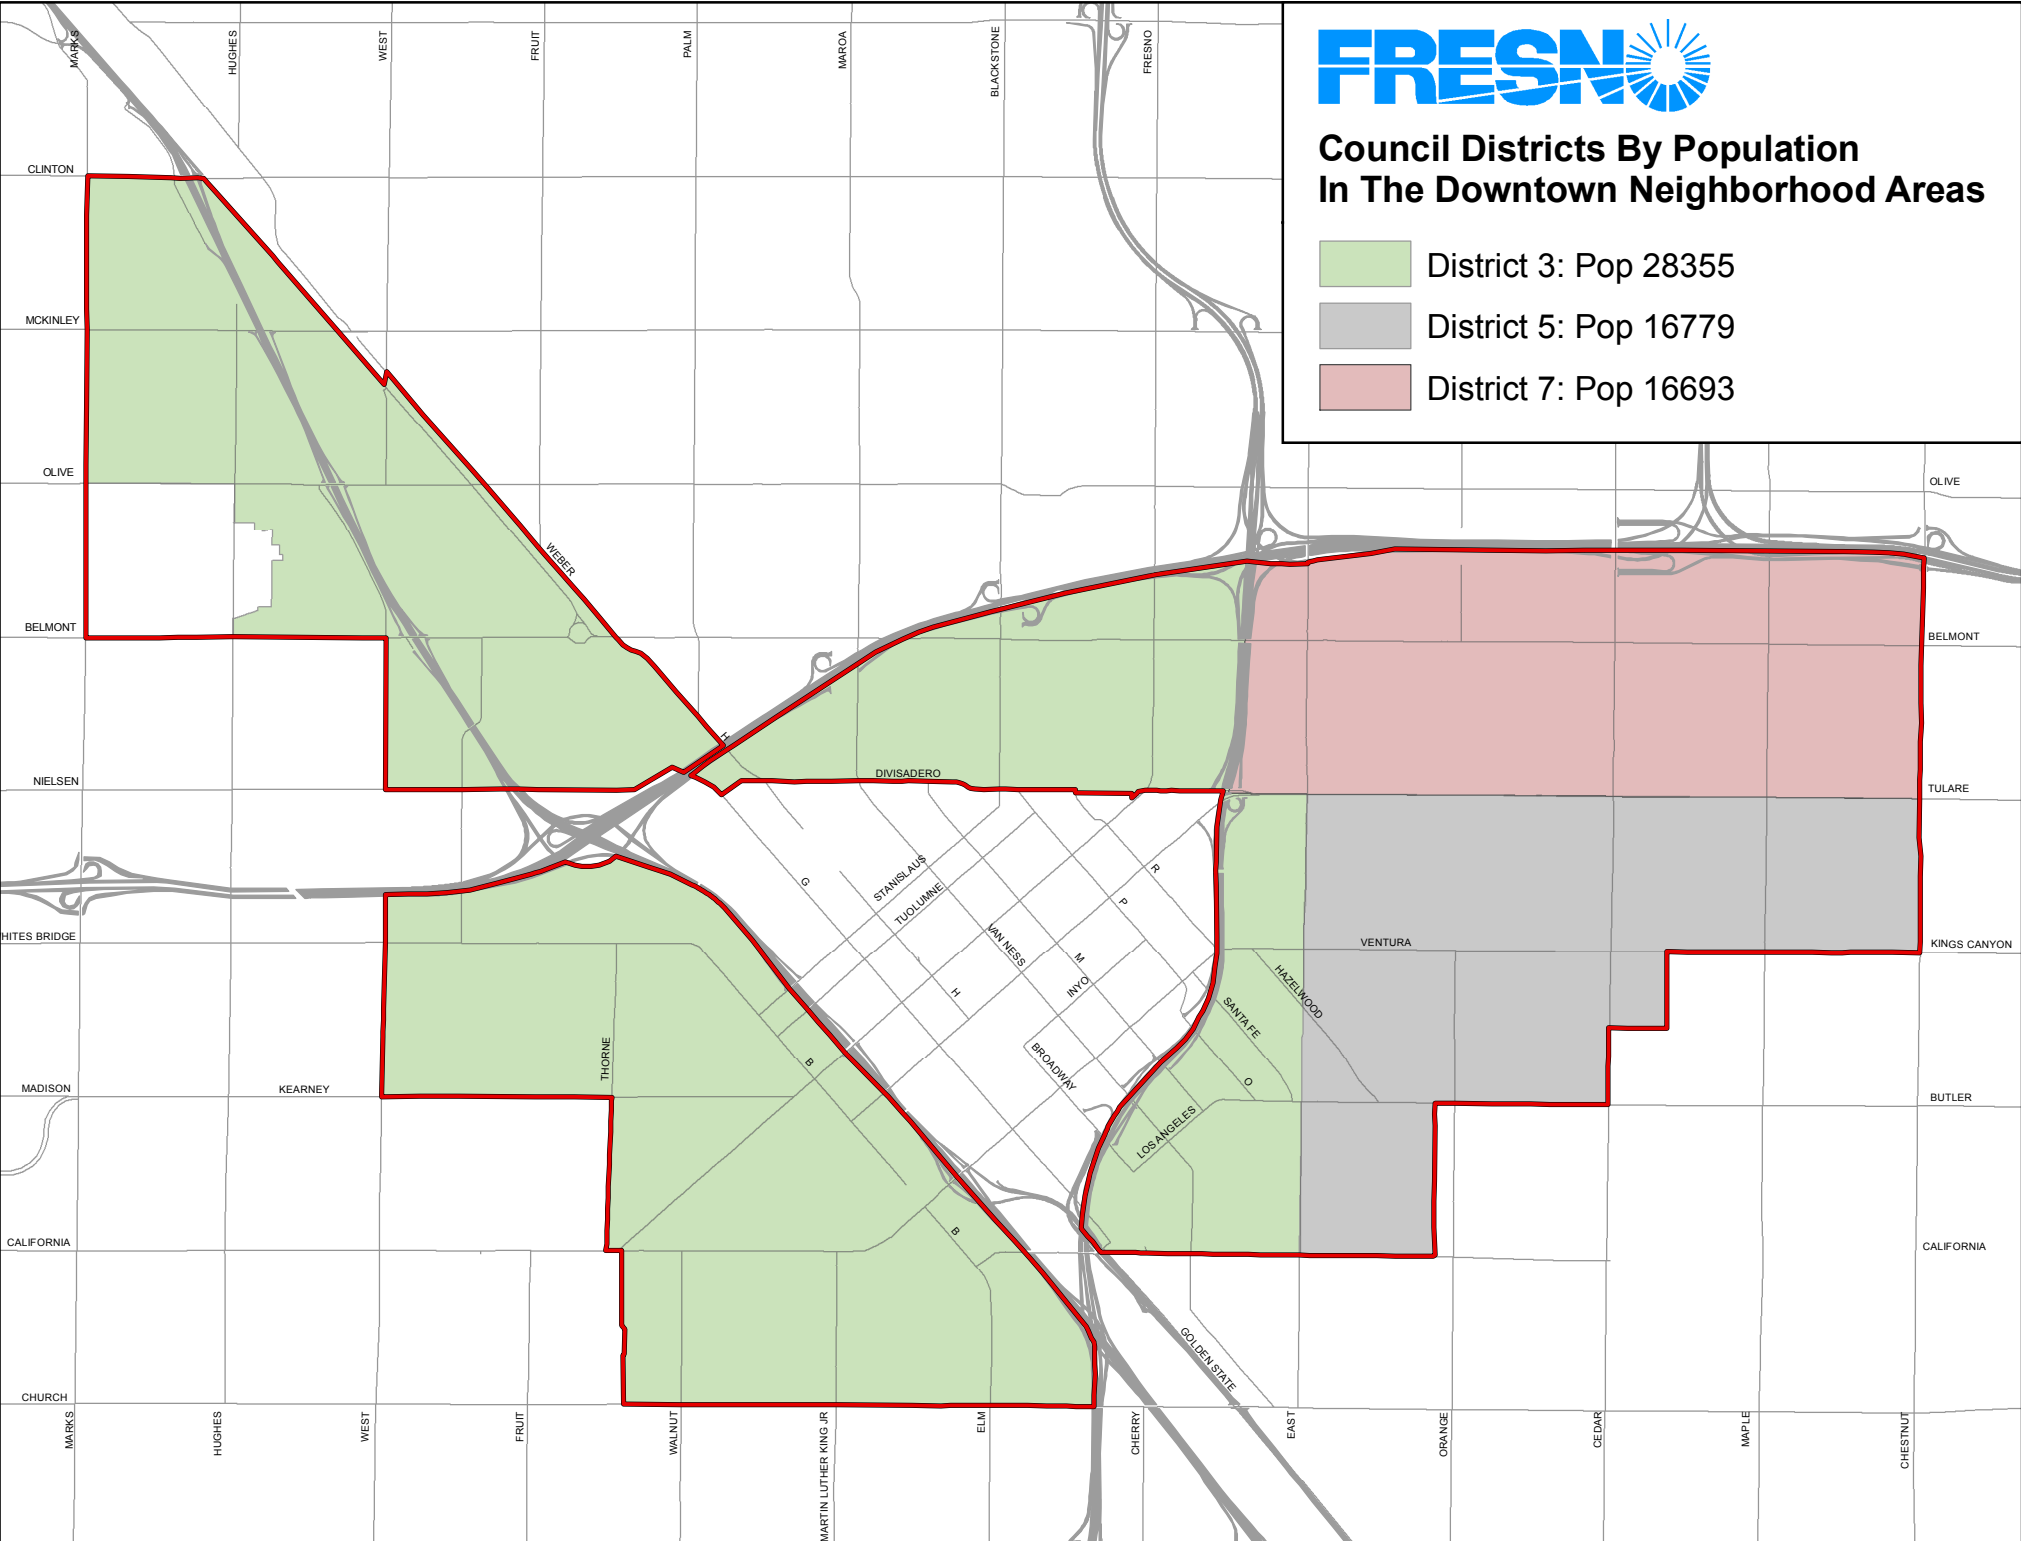 MARKS
HUGHES
WEST
FRUIT
PALM
MAROA
BLACKSTONE
FRESNO
FRESNO
Council Districts By Population
In The Downtown Neighborhood Areas
District 3: Pop 28355
District 5: Pop 16779
District 7: Pop 16693
CLINTON
MCKINLEY
OLIVE
OLIVE
WEBER
BELMONT
BELMONT
H
DIVISADERO
NIELSEN
TULARE
STANISLAUS
TUOLUMNE
G
R
P
VAN NESS
M
INYO
H
HITES BRIDGE
VENTURA
KINGS CANYON
HAZELWOOD
SANTA FE
BROADWAY
THORNE
B
O
MADISON
KEARNEY
BUTLER
LOS ANGELES
B
CALIFORNIA
CALIFORNIA
GOLDEN STATE
CHURCH
MARKS
HUGHES
WEST
FRUIT
WALNUT
MARTIN LUTHER KING JR
ELM
CHERRY
EAST
ORANGE
CEDAR
MAPLE
CHESTNUT